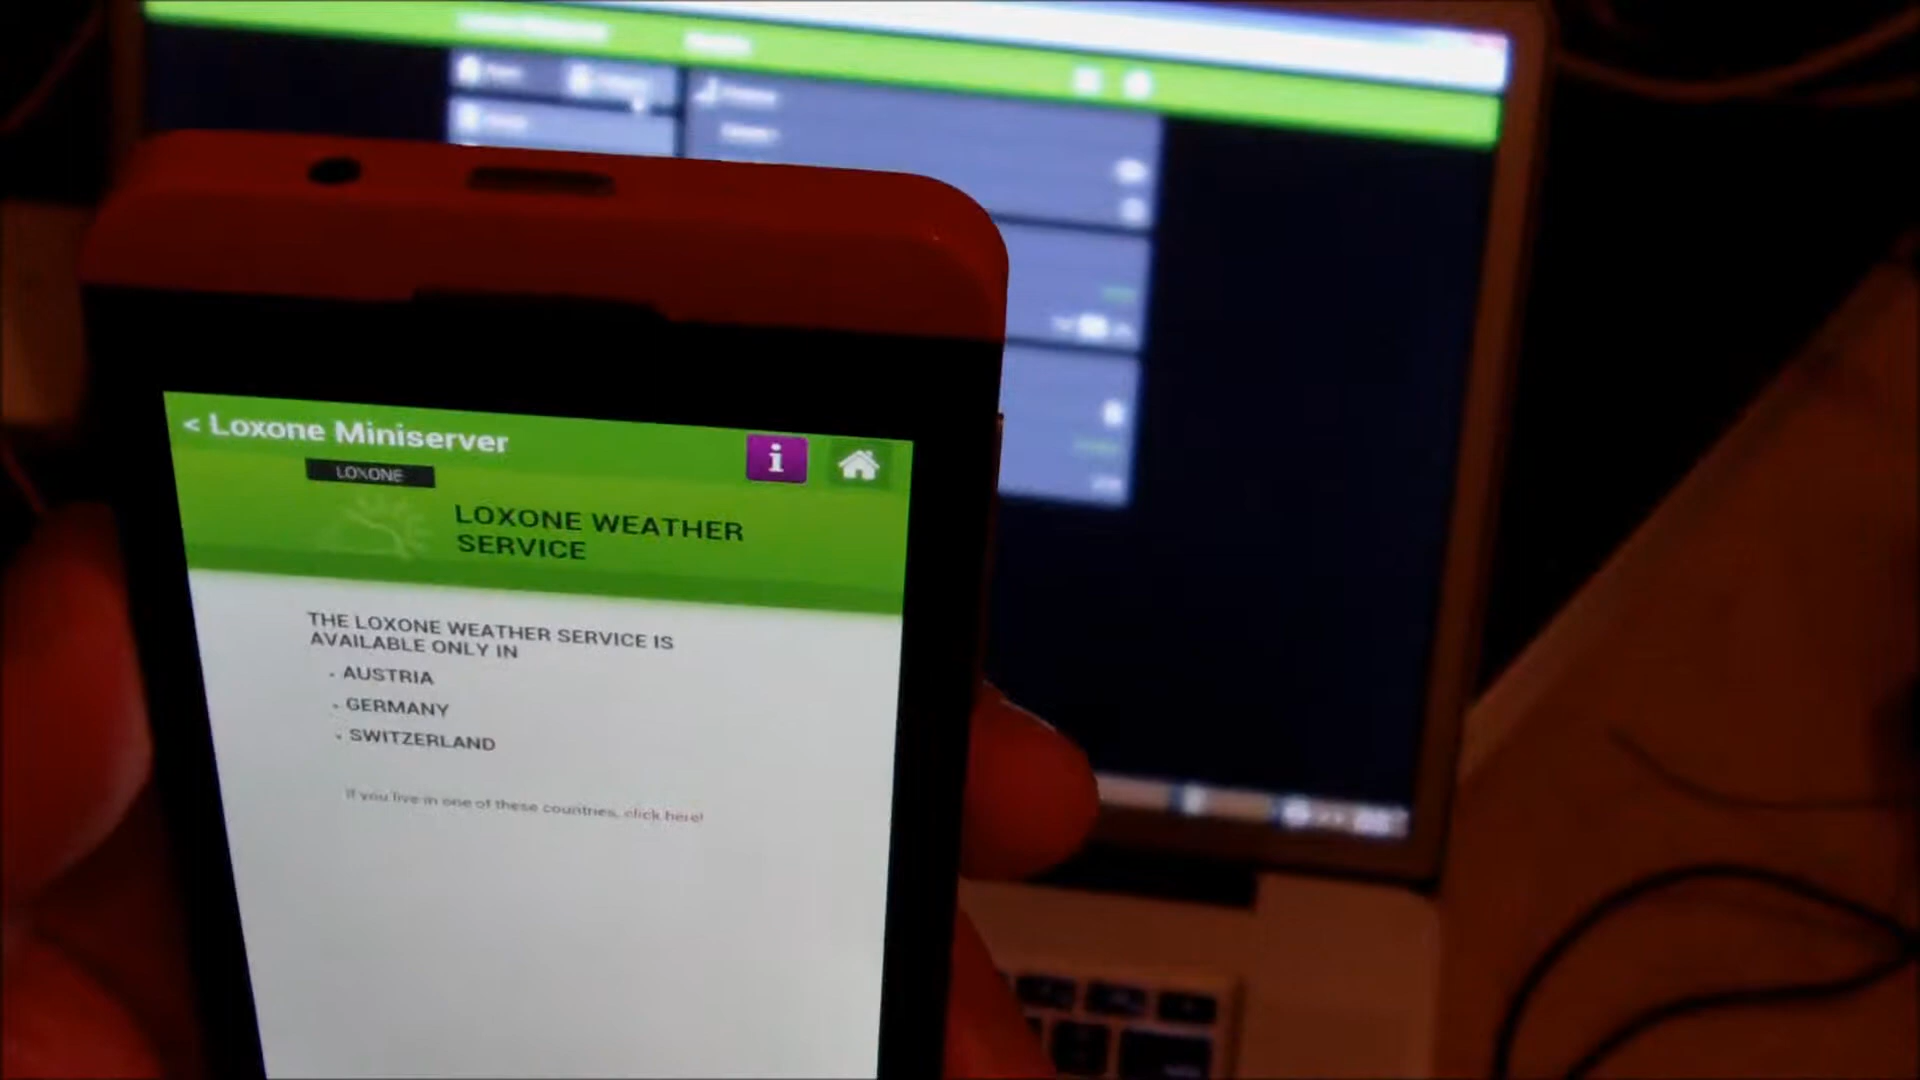 < Loxone Miniserver
i
LOXONE
LOXONE WEATHER
SERVICE
THE LOXONE WEATHER SERVICE IS
AVAILABLE ONLY IN
- AUSTRIA
- GERMANY
- SWITZERLAND
If you live in one of these countries, click here!